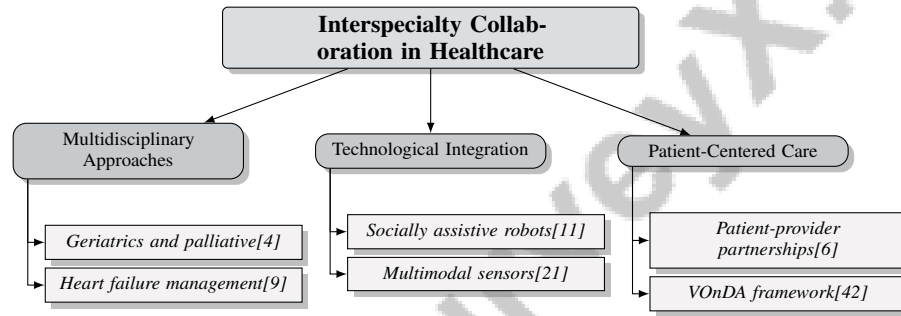 Interspecialty Collab-
oration in Healthcare
Multidisciplinary
Approaches
Technological Integration
Patient-Centered Care
Geriatrics and palliative[4]
Heart failure management[9]
Socially assistive robots[11]
Multimodal sensors[21]
Patient-provider
partnerships[6]
VOnDA framework[42]